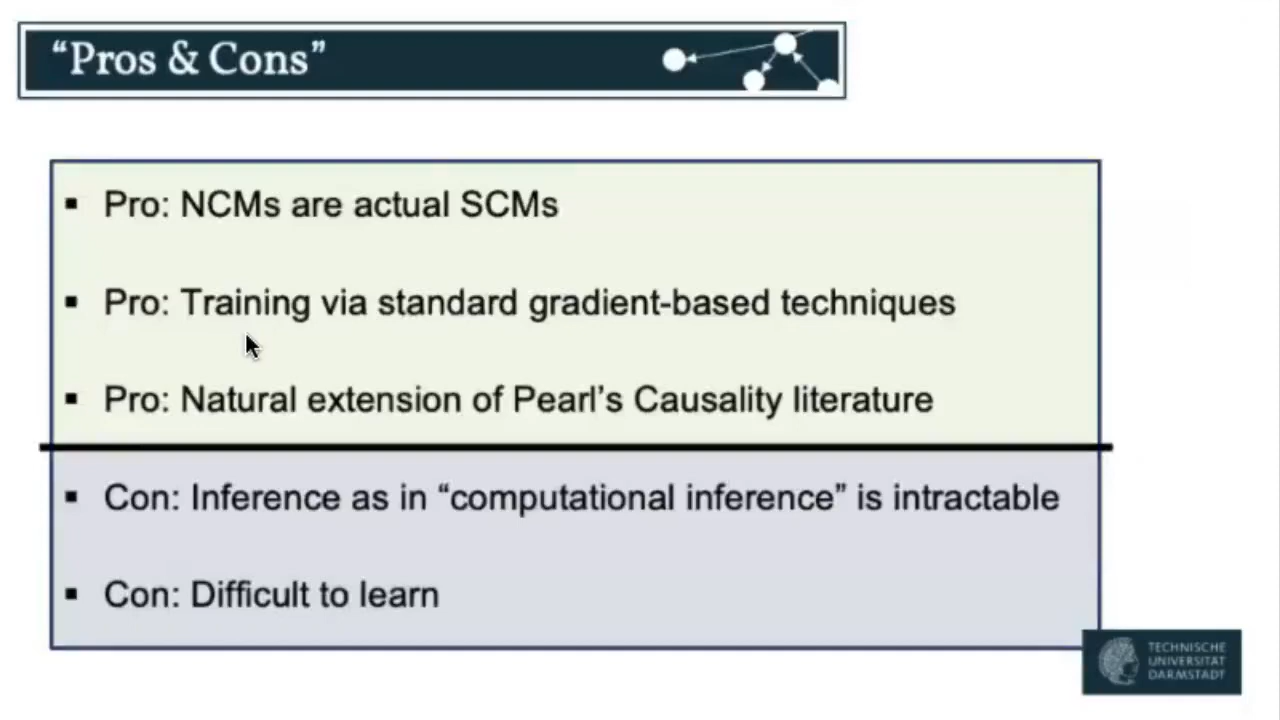 “Pros & Cons”
▪ Pro: NCMs are actual SCMs
▪ Pro: Training via standard gradient-based techniques
▪ Pro: Natural extension of Pearl’s Causality literature
▪ Con: Inference as in “computational inference” is intractable
▪ Con: Difficult to learn
TECHNISCHE
UNIVERSITÄT
DARMSTADT